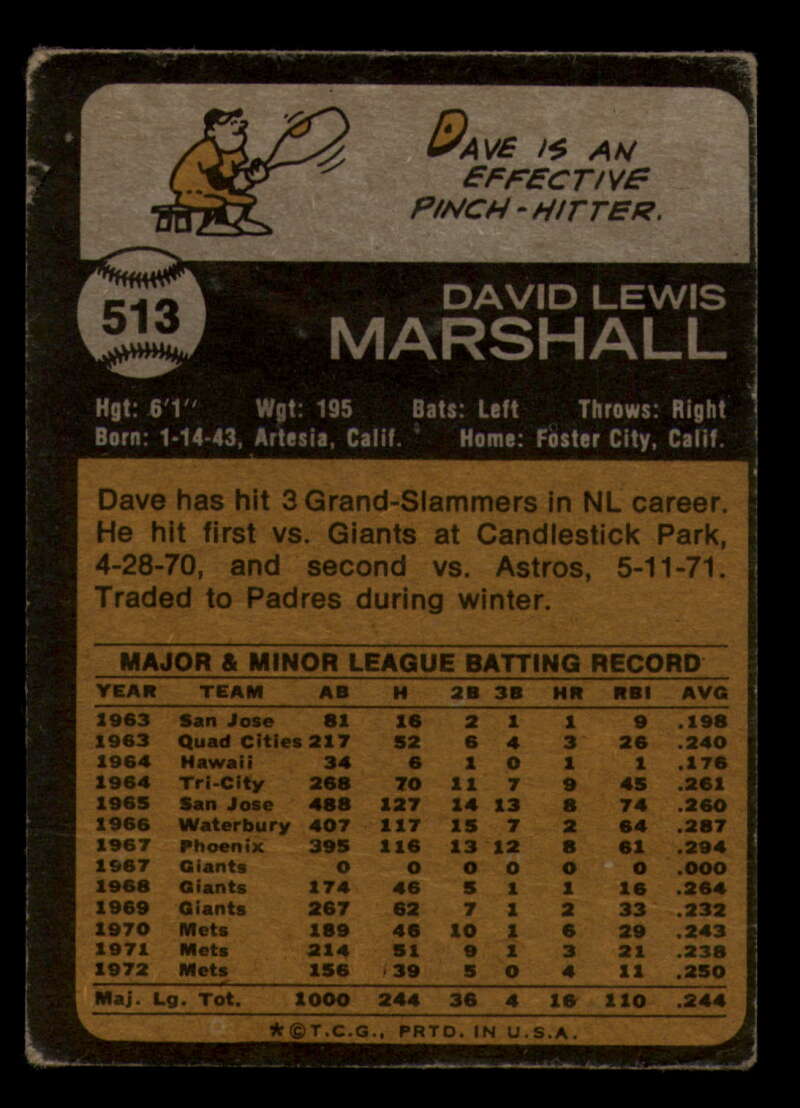 DAVE IS AN
EFFECTIVE
PINCH-HITTER.
513
DAVID LEWIS
MARSHALL
Hgt: 6'1" Wgt: 195 Bats: Left Throws: Right
Born: 1-14-43, Artesia, Calif. Home: Foster City, Calif.
Dave has hit 3 Grand-Slammers in NL career.
He hit first vs. Giants at Candlestick Park,
4-28-70, and second vs. Astros, 5-11-71.
Traded to Padres during winter.
MAJOR & MINOR LEAGUE BATTING RECORD
YEAR TEAM AB H 2B 3B HR RBI AVG
1963 San Jose 81 16 2 1 1 9 .198
1963 Quad Cities 217 52 6 4 3 26 .240
1964 Hawaii 34 6 1 0 1 1 .176
1964 Tri-City 268 70 11 7 9 45 .261
1965 San Jose 488 127 14 13 8 74 .260
1966 Waterbury 407 117 15 7 2 64 .287
1967 Phoenix 395 116 13 12 8 61 .294
1967 Giants 0 0 0 0 0 0 .000
1968 Giants 174 46 5 1 1 16 .264
1969 Giants 267 62 7 1 2 33 .232
1970 Mets 189 46 10 1 6 29 .243
1971 Mets 214 51 9 1 3 21 .238
1972 Mets 156 39 5 0 4 11 .250
Maj. Lg. Tot. 1000 244 36 4 16 110 .244
*©T.C.G., PRTD. IN U.S.A.